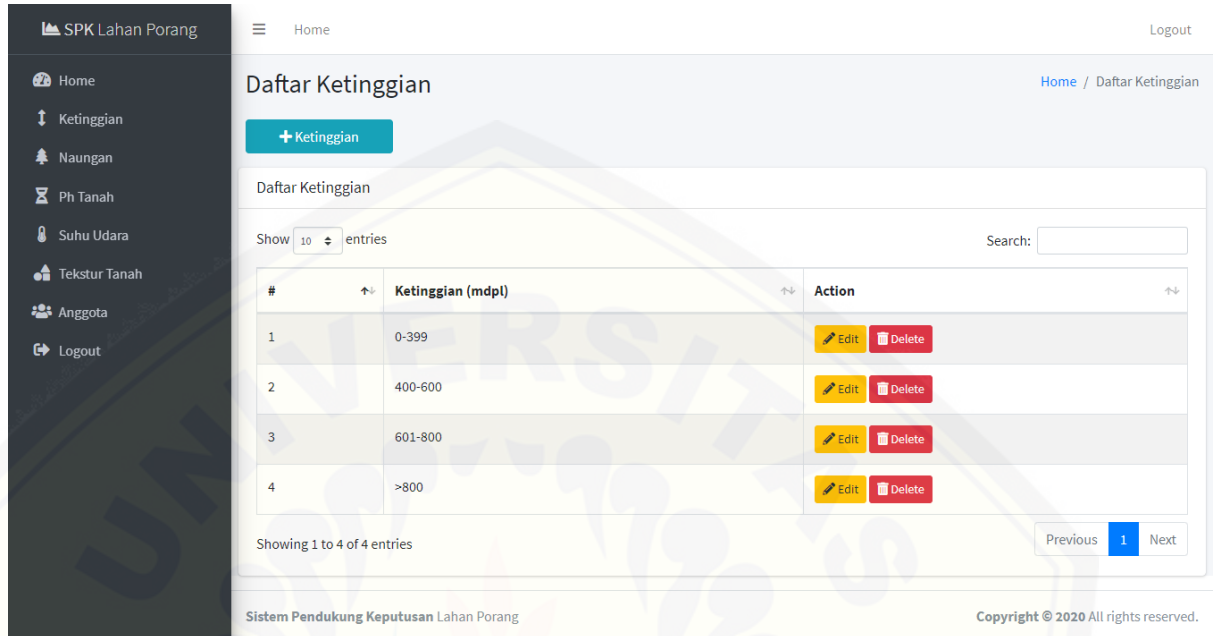 SPK Lahan Porang
Home
Logout
Home
Ketinggian
Naungan
Ph Tanah
Suhu Udara
Tekstur Tanah
Anggota
Logout
Daftar Ketinggian
Home / Daftar Ketinggian
+ Ketinggian
Daftar Ketinggian
Show 10 entries
Search:
# Ketinggian (mdpl) Action
1 0-399 Edit Delete
2 400-600 Edit Delete
3 601-800 Edit Delete
4 >800 Edit Delete
Showing 1 to 4 of 4 entries
Previous 1 Next
Sistem Pendukung Keputusan Lahan Porang
Copyright © 2020 All rights reserved.
UNIVERSITAS